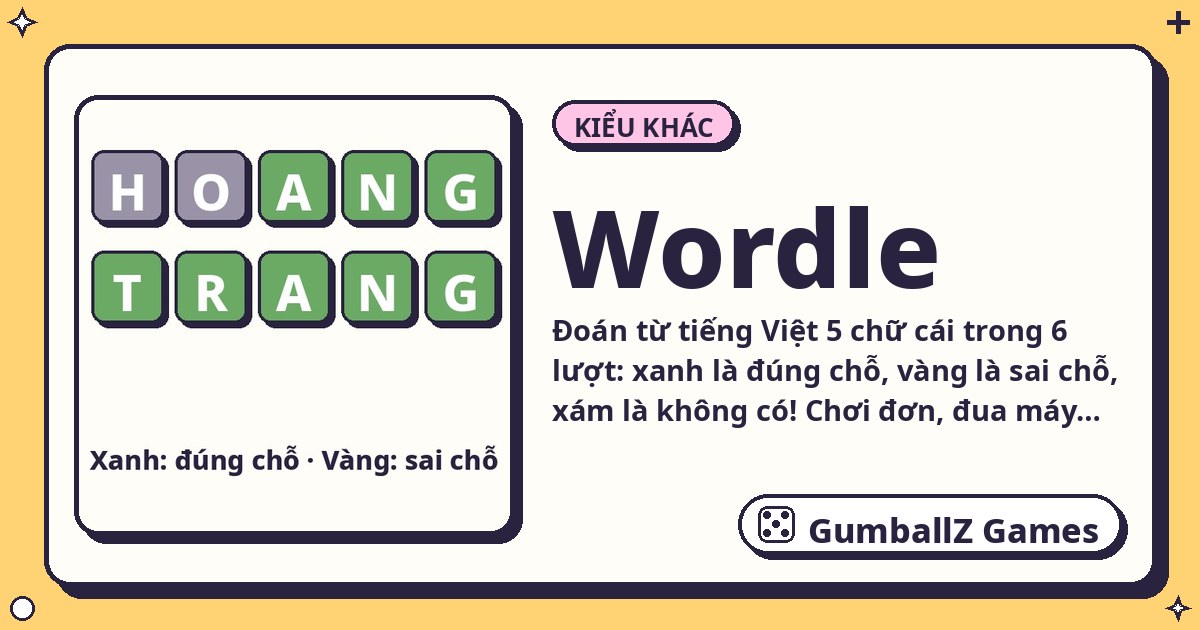 HOANG
TRANG
Xanh: đúng chỗ · Vàng: sai chỗ
KIỂU KHÁC
Wordle
Đoán từ tiếng Việt 5 chữ cái trong 6
lượt: xanh là đúng chỗ, vàng là sai chỗ,
xám là không có! Chơi đơn, đua máy...
GumballZ Games